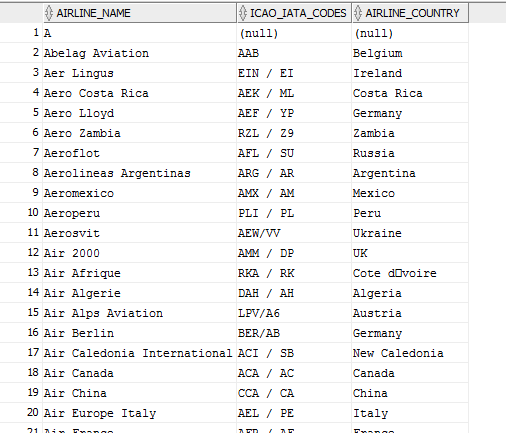 AIRLINE_NAME ICAO_IATA_CODES AIRLINE_COUNTRY
1 A (null) (null)
2 Abelag Aviation AAB Belgium
3 Aer Lingus EIN / EI Ireland
4 Aero Costa Rica AEK / ML Costa Rica
5 Aero Lloyd AEF / YP Germany
6 Aero Zambia RZL / Z9 Zambia
7 Aeroflot AFL / SU Russia
8 Aerolineas Argentinas ARG / AR Argentina
9 Aeromexico AMX / AM Mexico
10 Aeroperu PLI / PL Peru
11 Aerosvit AEW/VV Ukraine
12 Air 2000 AMM / DP UK
13 Air Afrique RKA / RK Cote d□voire
14 Air Algerie DAH / AH Algeria
15 Air Alps Aviation LPV/A6 Austria
16 Air Berlin BER/AB Germany
17 Air Caledonia International ACI / SB New Caledonia
18 Air Canada ACA / AC Canada
19 Air China CCA / CA China
20 Air Europe Italy AEL / PE Italy
21 Air France AFR / AF France